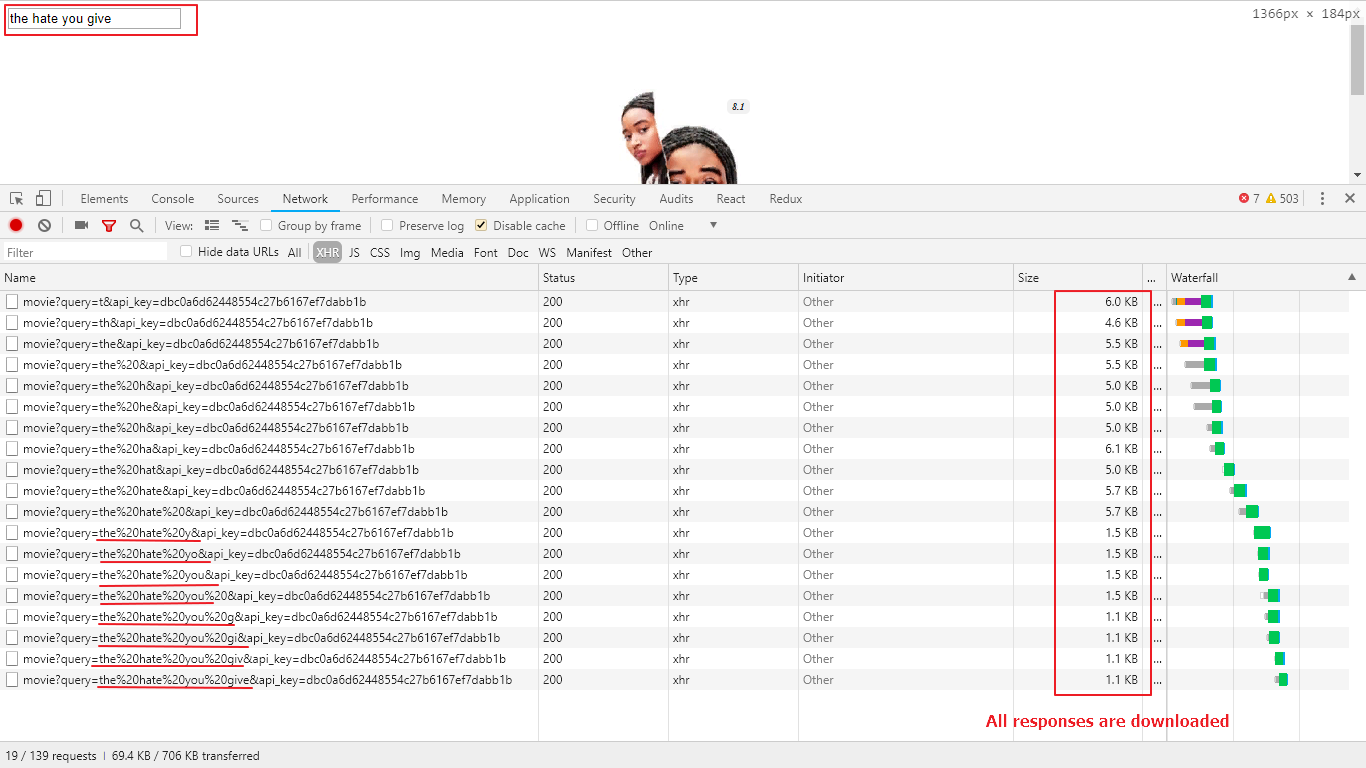 the hate you give
1366px × 184px
8.1
Elements Console Sources Network Performance Memory Application Security Audits React Redux 7 503
View: Group by frame Preserve log Disable cache Offline Online
Filter Hide data URLs All XHR JS CSS Img Media Font Doc WS Manifest Other
Name Status Type Initiator Size ... Waterfall
movie?query=t&api_key=dbc0a6d62448554c27b6167ef7dabb1b 200 xhr Other 6.0 KB ...
movie?query=th&api_key=dbc0a6d62448554c27b6167ef7dabb1b 200 xhr Other 4.6 KB ...
movie?query=the&api_key=dbc0a6d62448554c27b6167ef7dabb1b 200 xhr Other 5.5 KB ...
movie?query=the%20&api_key=dbc0a6d62448554c27b6167ef7dabb1b 200 xhr Other 5.5 KB ...
movie?query=the%20h&api_key=dbc0a6d62448554c27b6167ef7dabb1b 200 xhr Other 5.0 KB ...
movie?query=the%20he&api_key=dbc0a6d62448554c27b6167ef7dabb1b 200 xhr Other 5.0 KB ...
movie?query=the%20h&api_key=dbc0a6d62448554c27b6167ef7dabb1b 200 xhr Other 5.0 KB ...
movie?query=the%20ha&api_key=dbc0a6d62448554c27b6167ef7dabb1b 200 xhr Other 6.1 KB ...
movie?query=the%20hat&api_key=dbc0a6d62448554c27b6167ef7dabb1b 200 xhr Other 5.0 KB ...
movie?query=the%20hate&api_key=dbc0a6d62448554c27b6167ef7dabb1b 200 xhr Other 5.7 KB ...
movie?query=the%20hate%20&api_key=dbc0a6d62448554c27b6167ef7dabb1b 200 xhr Other 5.7 KB ...
movie?query=the%20hate%20y&api_key=dbc0a6d62448554c27b6167ef7dabb1b 200 xhr Other 1.5 KB ...
movie?query=the%20hate%20yo&api_key=dbc0a6d62448554c27b6167ef7dabb1b 200 xhr Other 1.5 KB ...
movie?query=the%20hate%20you&api_key=dbc0a6d62448554c27b6167ef7dabb1b 200 xhr Other 1.5 KB ...
movie?query=the%20hate%20you%20&api_key=dbc0a6d62448554c27b6167ef7dabb1b 200 xhr Other 1.5 KB ...
movie?query=the%20hate%20you%20g&api_key=dbc0a6d62448554c27b6167ef7dabb1b 200 xhr Other 1.1 KB ...
movie?query=the%20hate%20you%20gi&api_key=dbc0a6d62448554c27b6167ef7dabb1b 200 xhr Other 1.1 KB ...
movie?query=the%20hate%20you%20giv&api_key=dbc0a6d62448554c27b6167ef7dabb1b 200 xhr Other 1.1 KB ...
movie?query=the%20hate%20you%20give&api_key=dbc0a6d62448554c27b6167ef7dabb1b 200 xhr Other 1.1 KB ...
All responses are downloaded
19 / 139 requests | 69.4 KB / 706 KB transferred